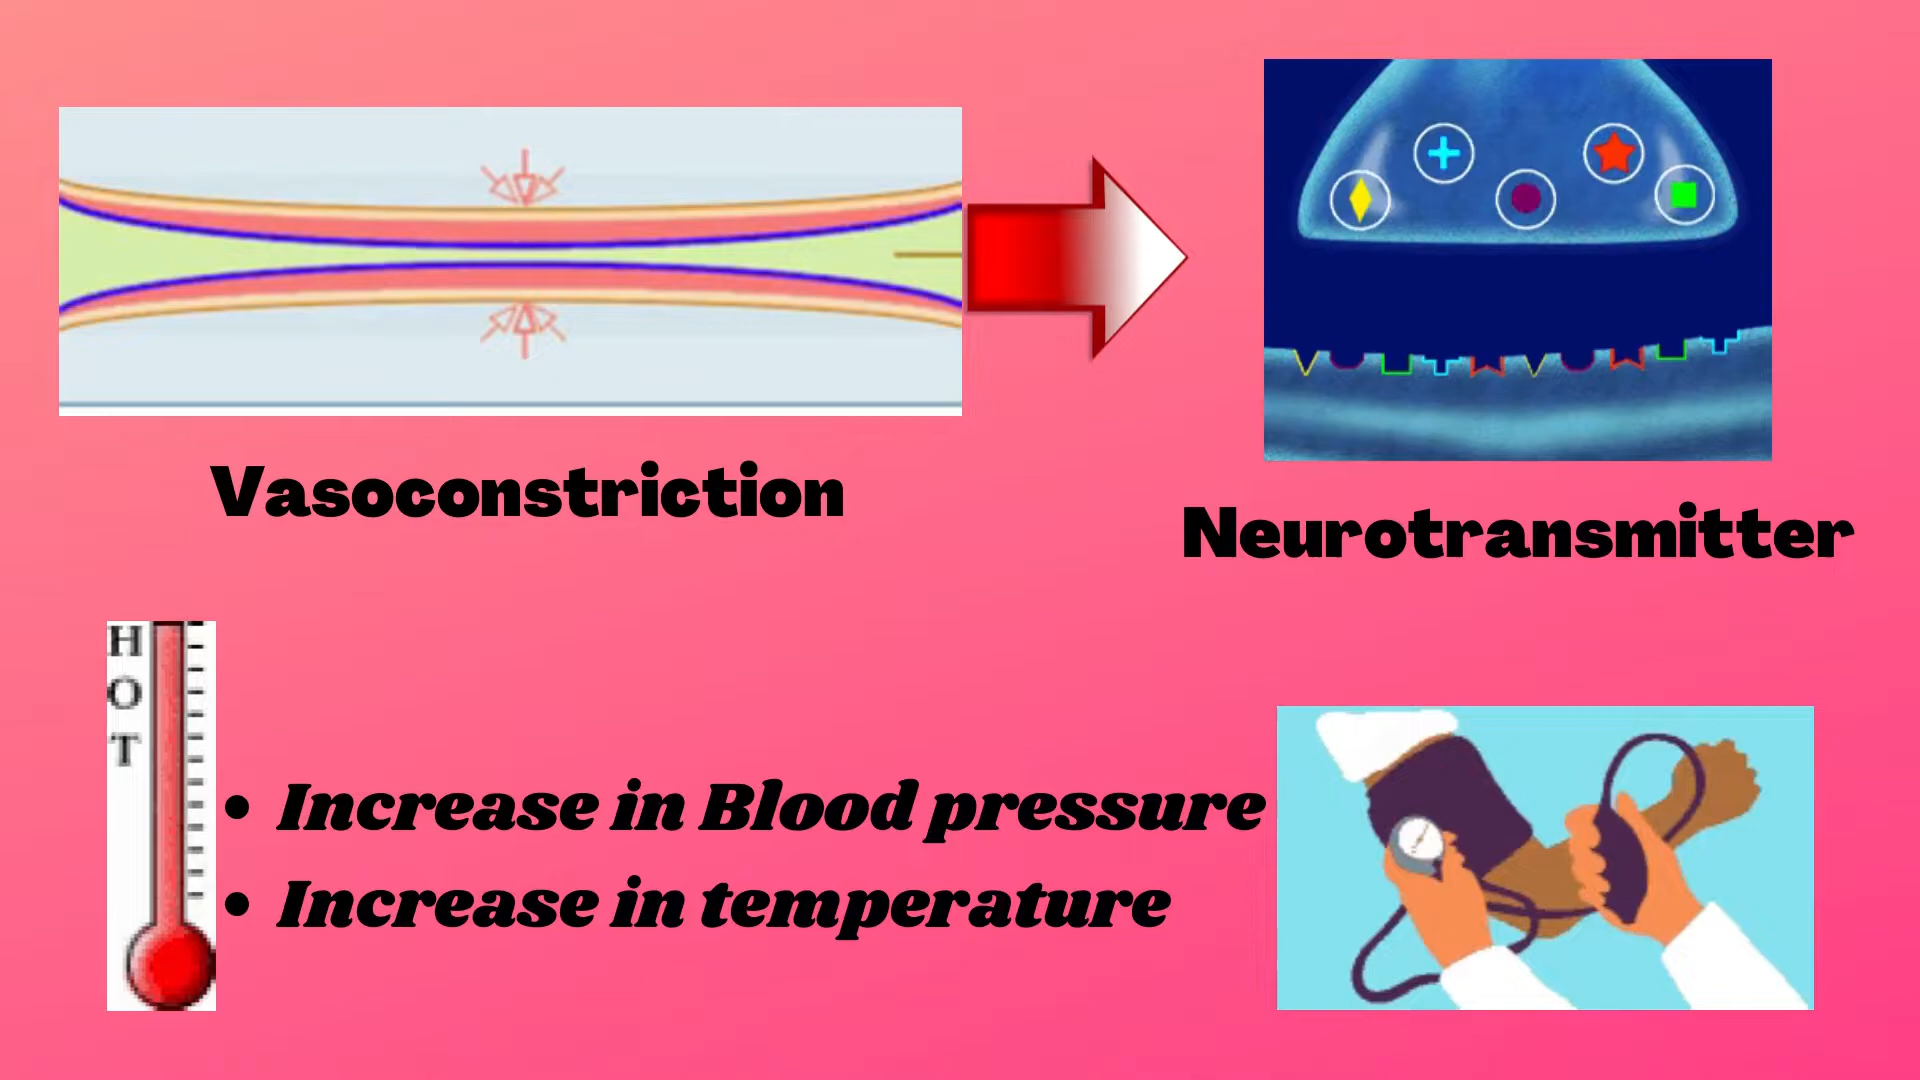 Vasoconstriction
Neurotransmitter
H
O
T
• Increase in Blood pressure
• Increase in temperature